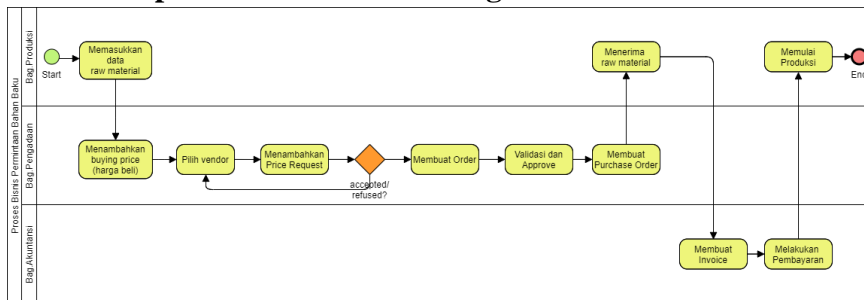 Proses Bisnis Permintaan Bahan Baku
Bag.Produksi
Start
Memasukkan
data
raw material
Menerima
raw material
Memulai
Produksi
End
Bag.Pengadaan
Menambahkan
buying price
(harga beli)
Pilih vendor
Menambahkan
Price Request
accepted/
refused?
Membuat Order
Validasi dan
Approve
Membuat
Purchase Order
Bag.Akuntansi
Membuat
Invoice
Melakukan
Pembayaran